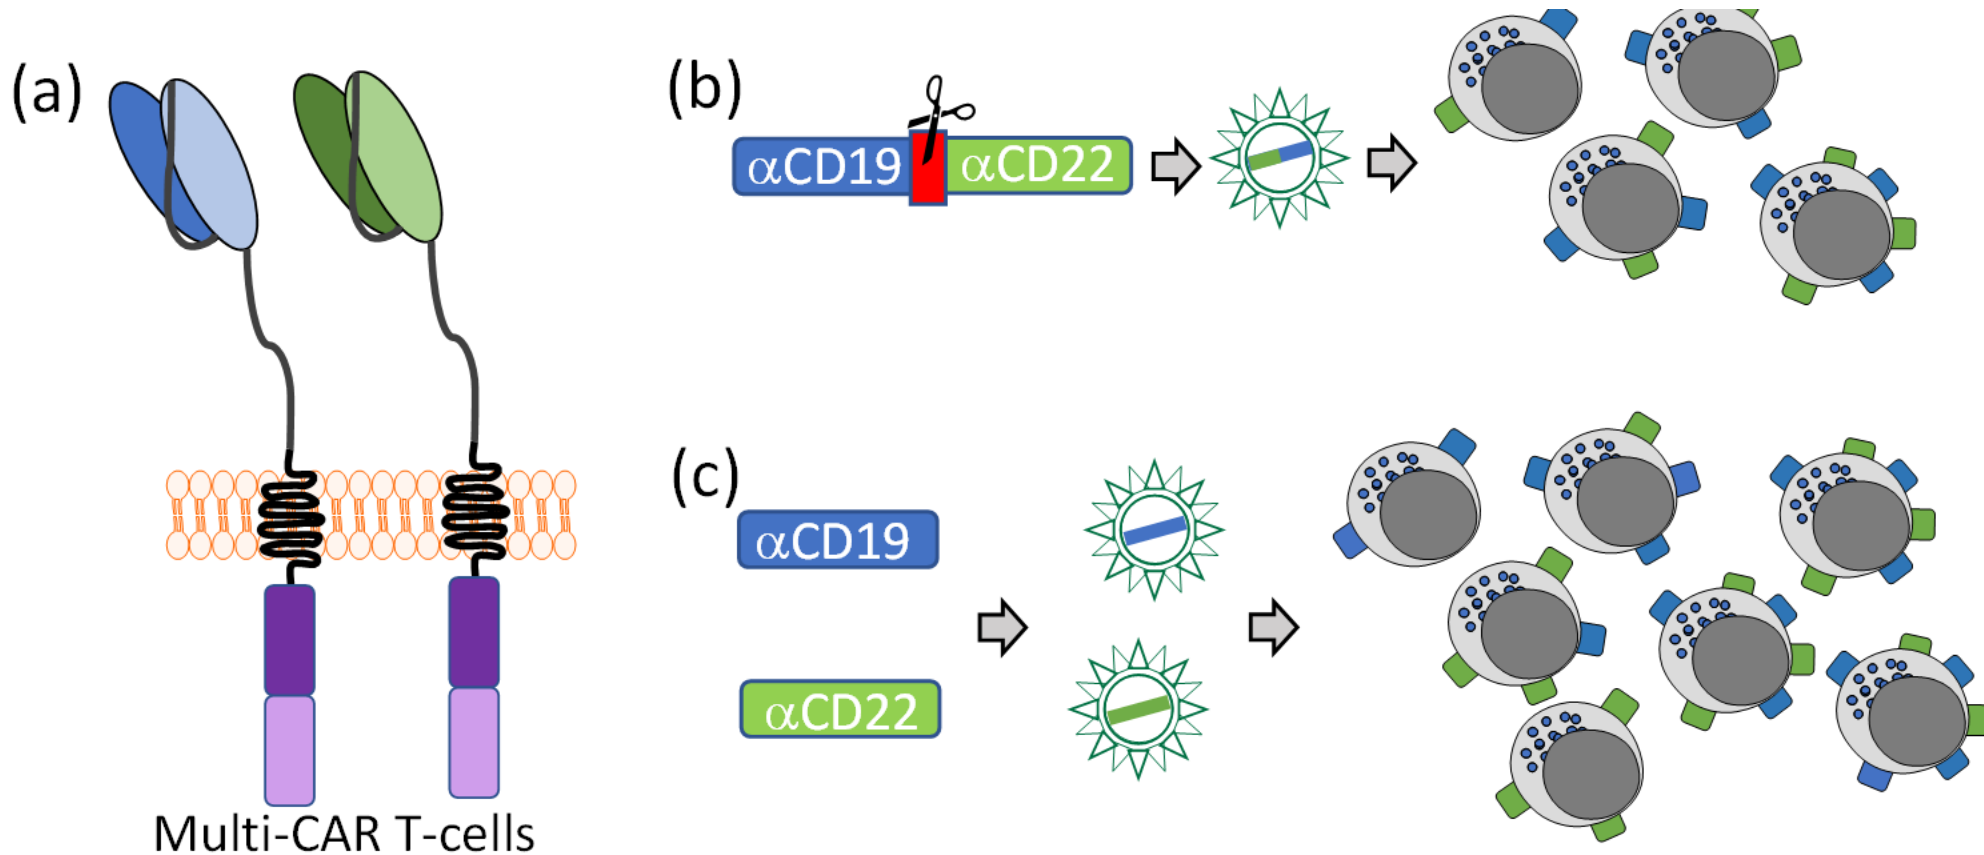 (a)
Multi-CAR T-cells
(b)
αCD19 αCD22
(c)
αCD19
αCD22